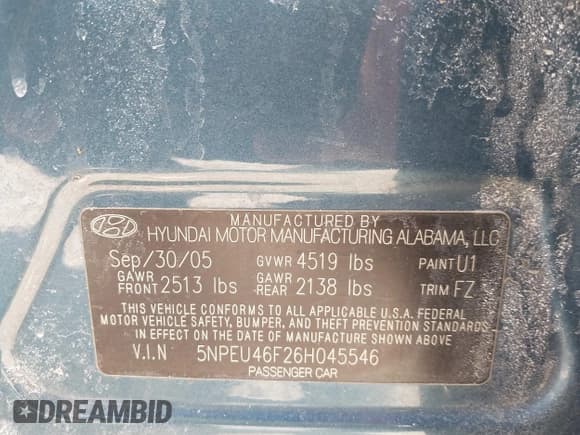 MANUFACTURED BY
HYUNDAI MOTOR MANUFACTURING ALABAMA, LLC
Sep/30/05 GVWR 4519 lbs PAINT U1
GAWR FRONT 2513 lbs GAWR REAR 2138 lbs TRIM FZ
THIS VEHICLE CONFORMS TO ALL APPLICABLE U.S.A. FEDERAL
MOTOR VEHICLE SAFETY, BUMPER, AND THEFT PREVENTION STANDARDS
IN EFFECT ON THE DATE OF MANUFACTURE SHOWN ABOVE
V.I.N 5NPEU46F26H045546
PASSENGER CAR
DREAMBID